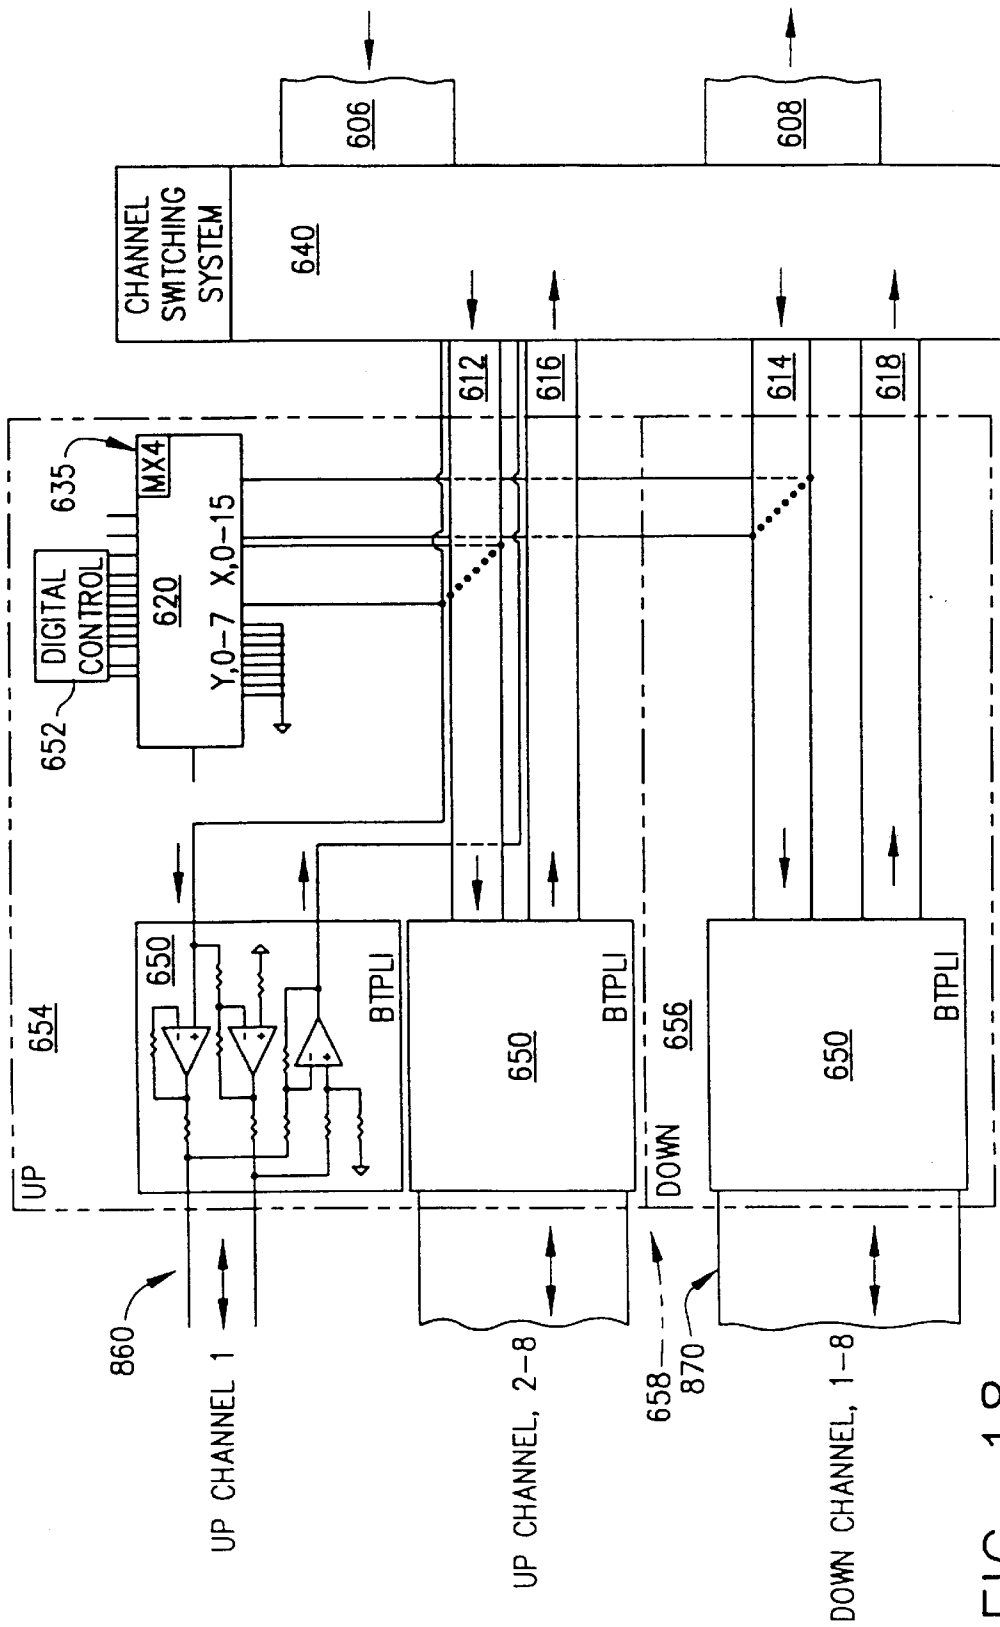 CHANNEL
SWITCHING
SYSTEM
640
606
608
612
616
614
618
635
MX4
DIGITAL
CONTROL
652
620
Y,0-7 X,0-15
654
UP
650
BTPLI
650
BTPLI
656
DOWN
650
BTPLI
860
UP CHANNEL 1
UP CHANNEL, 2-8
658
870
DOWN CHANNEL, 1-8
FIG. 18